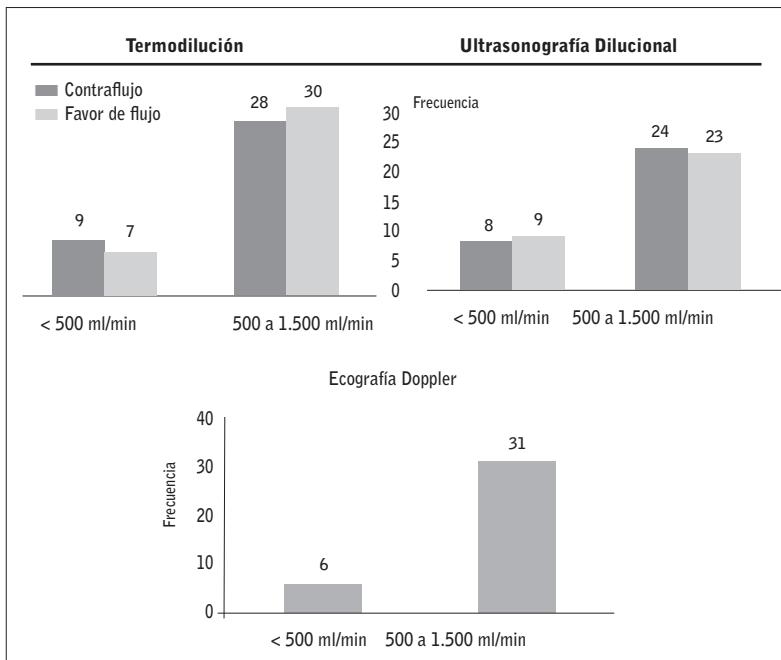 Termodilución
Ultrasonografía Dilucional
Contraflujo
Favor de flujo
9
7
28
30
< 500 ml/min
500 a 1.500 ml/min
Frecuencia
30
25
20
15
10
5
0
8
9
24
23
< 500 ml/min
500 a 1.500 ml/min
Ecografía Doppler
Frecuencia
40
30
20
10
0
6
31
< 500 ml/min
500 a 1.500 ml/min